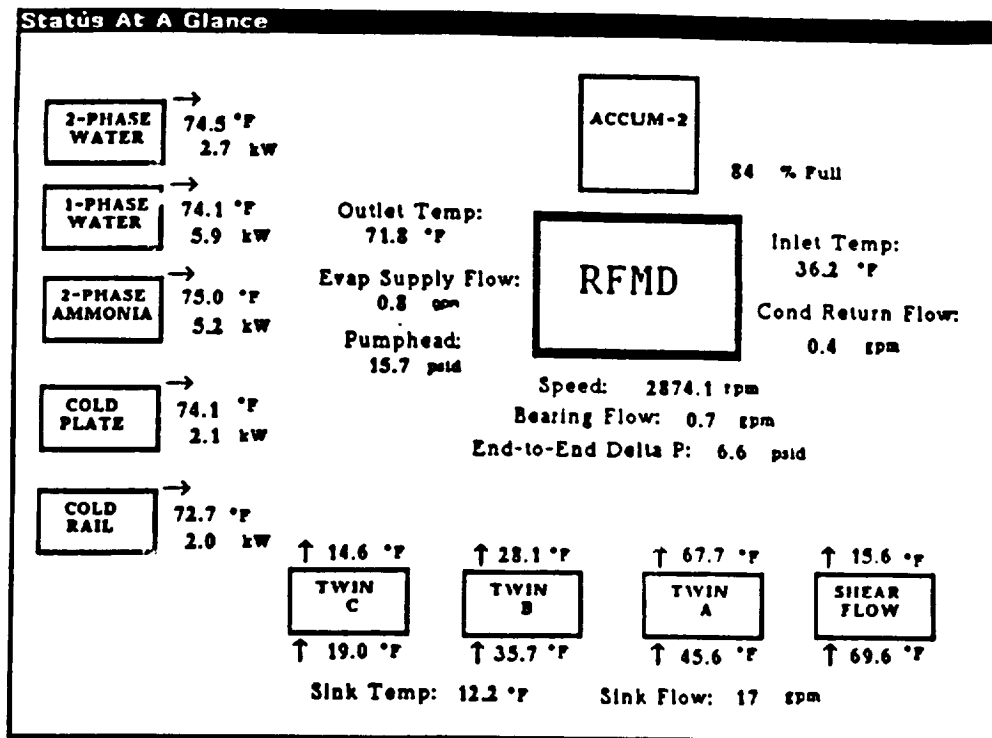 Status At A Glance
→
2-PHASE
WATER
74.5 °F
2.7 kW
→
1-PHASE
WATER
74.1 °F
5.9 kW
→
2-PHASE
AMMONIA
75.0 °F
5.2 kW
→
COLD
PLATE
74.1 °F
2.1 kW
→
COLD
RAIL
72.7 °F
2.0 kW
ACCUM-2
84 % Full
Outlet Temp:
71.8 °F
Evap Supply Flow:
0.8 gpm
Pumphead:
15.7 psid
RFMD
Inlet Temp:
36.2 °F
Cond Return Flow:
0.4 gpm
Speed: 2874.1 rpm
Bearing Flow: 0.7 gpm
End-to-End Delta P: 6.6 psid
↑ 14.6 °F
TWIN
C
↑ 19.0 °F
↑ 28.1 °F
TWIN
B
↑ 35.7 °F
↑ 67.7 °F
TWIN
A
↑ 45.6 °F
↑ 15.6 °F
SHEAR
FLOW
↑ 69.6 °F
Sink Temp: 12.2 °F
Sink Flow: 17 gpm